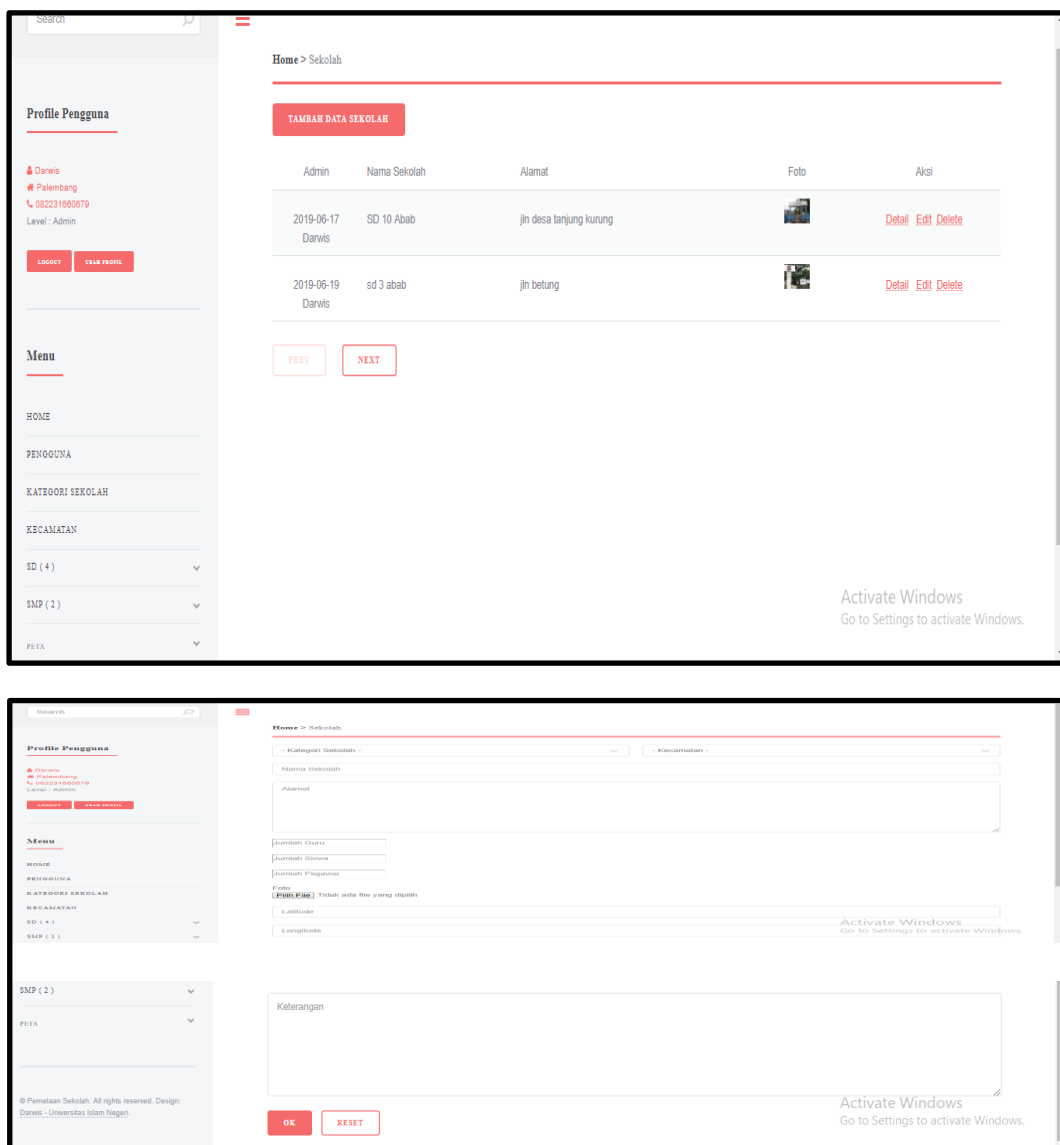 Search
Profile Pengguna
Darwis
Palembang
082231660679
Level : Admin
LOGOUT UBAH PROFIL
Menu
HOME
PENGGUNA
KATEGORI SEKOLAH
KECAMATAN
SD ( 4 )
SMP ( 2 )
PETA
Home > Sekolah
TAMBAH DATA SEKOLAH
Admin Nama Sekolah Alamat Foto Aksi
2019-06-17 SD 10 Abab jln desa tanjung kurung Detail Edit Delete
Darwis
2019-06-19 sd 3 abab jln betung Detail Edit Delete
Darwis
PREV NEXT
Activate Windows
Go to Settings to activate Windows.
Search
Profile Pengguna
Darwis
Palembang
082231660679
Level : Admin
LOGOUT UBAH PROFIL
Menu
HOME
PENGGUNA
KATEGORI SEKOLAH
KECAMATAN
SD ( 4 )
SMP ( 2 )
Home > Sekolah
- Kategori Sekolah - - Kecamatan -
Nama Sekolah
Alamat
Jumlah Guru
Jumlah Siswa
Jumlah Pegawai
Foto
Pilih File Tidak ada file yang dipilih
Latitude
Longitude
Activate Windows
Go to Settings to activate Windows.
SMP ( 2 )
PETA
© Pemetaan Sekolah. All rights reserved. Design:
Darwis - Universitas Islam Negeri.
Keterangan
OK RESET
Activate Windows
Go to Settings to activate Windows.